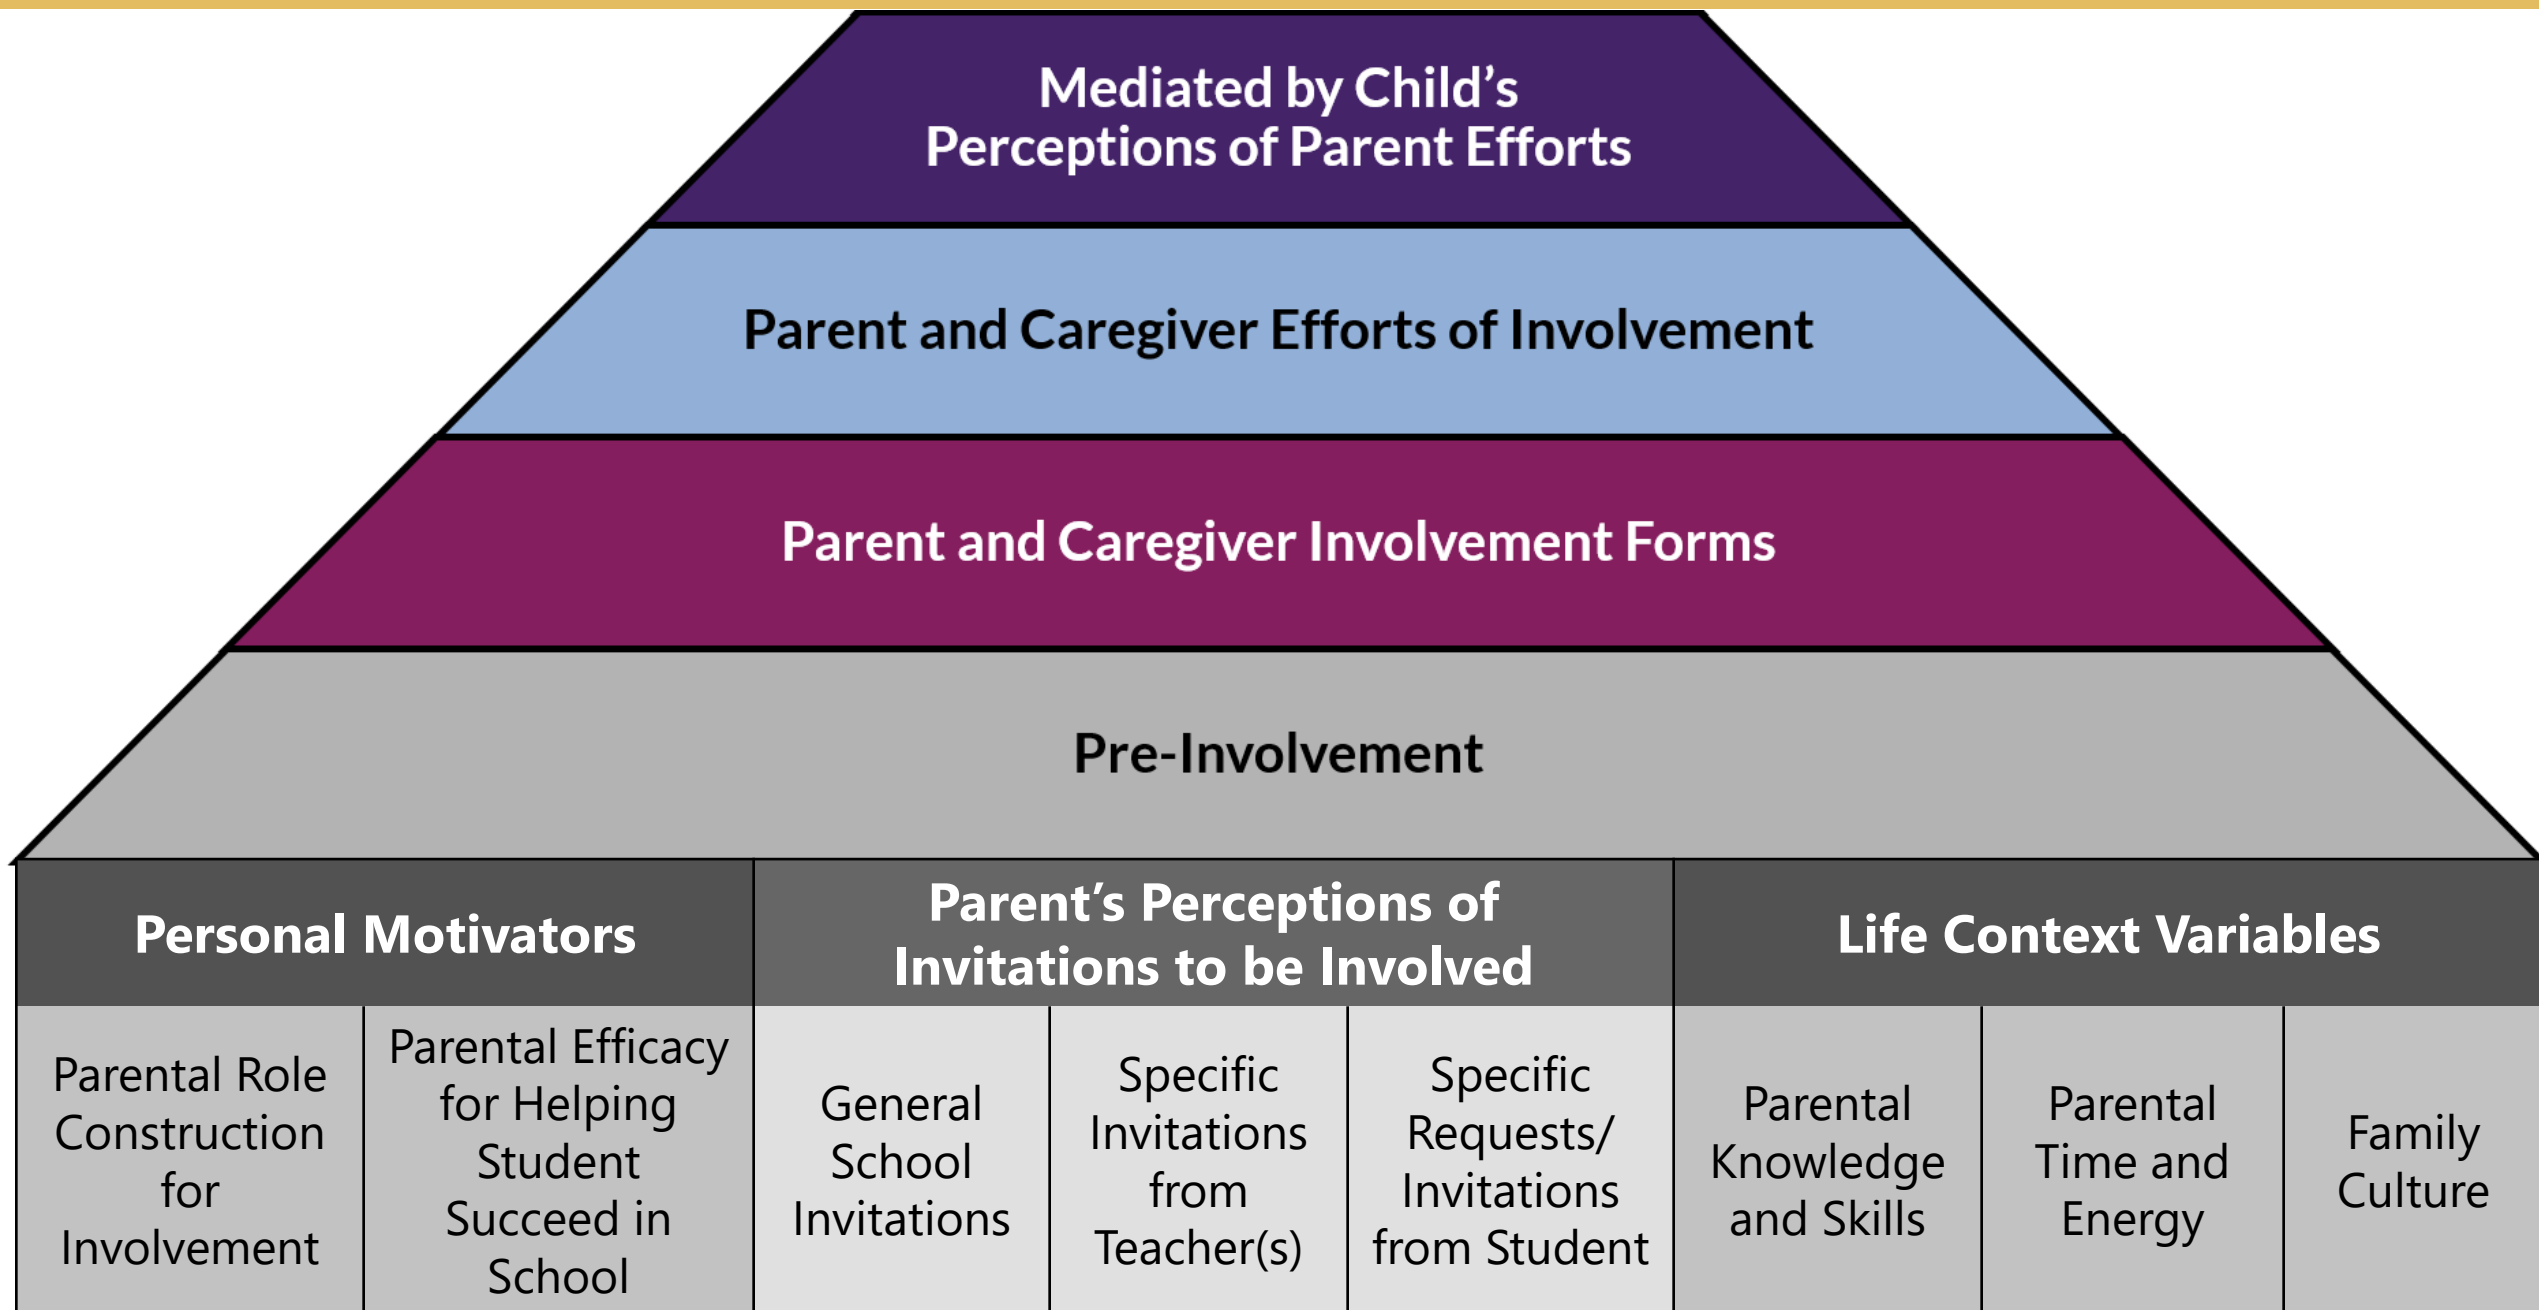 Mediated by Child’s
Perceptions of Parent Efforts
Parent and Caregiver Efforts of Involvement
Parent and Caregiver Involvement Forms
Pre-Involvement
Personal Motivators
Parent’s Perceptions of
Invitations to be Involved
Life Context Variables
Parental Role
Construction
for
Involvement
Parental Efficacy
for Helping
Student
Succeed in
School
General
School
Invitations
Specific
Invitations
from
Teacher(s)
Specific
Requests/
Invitations
from Student
Parental
Knowledge
and Skills
Parental
Time and
Energy
Family
Culture